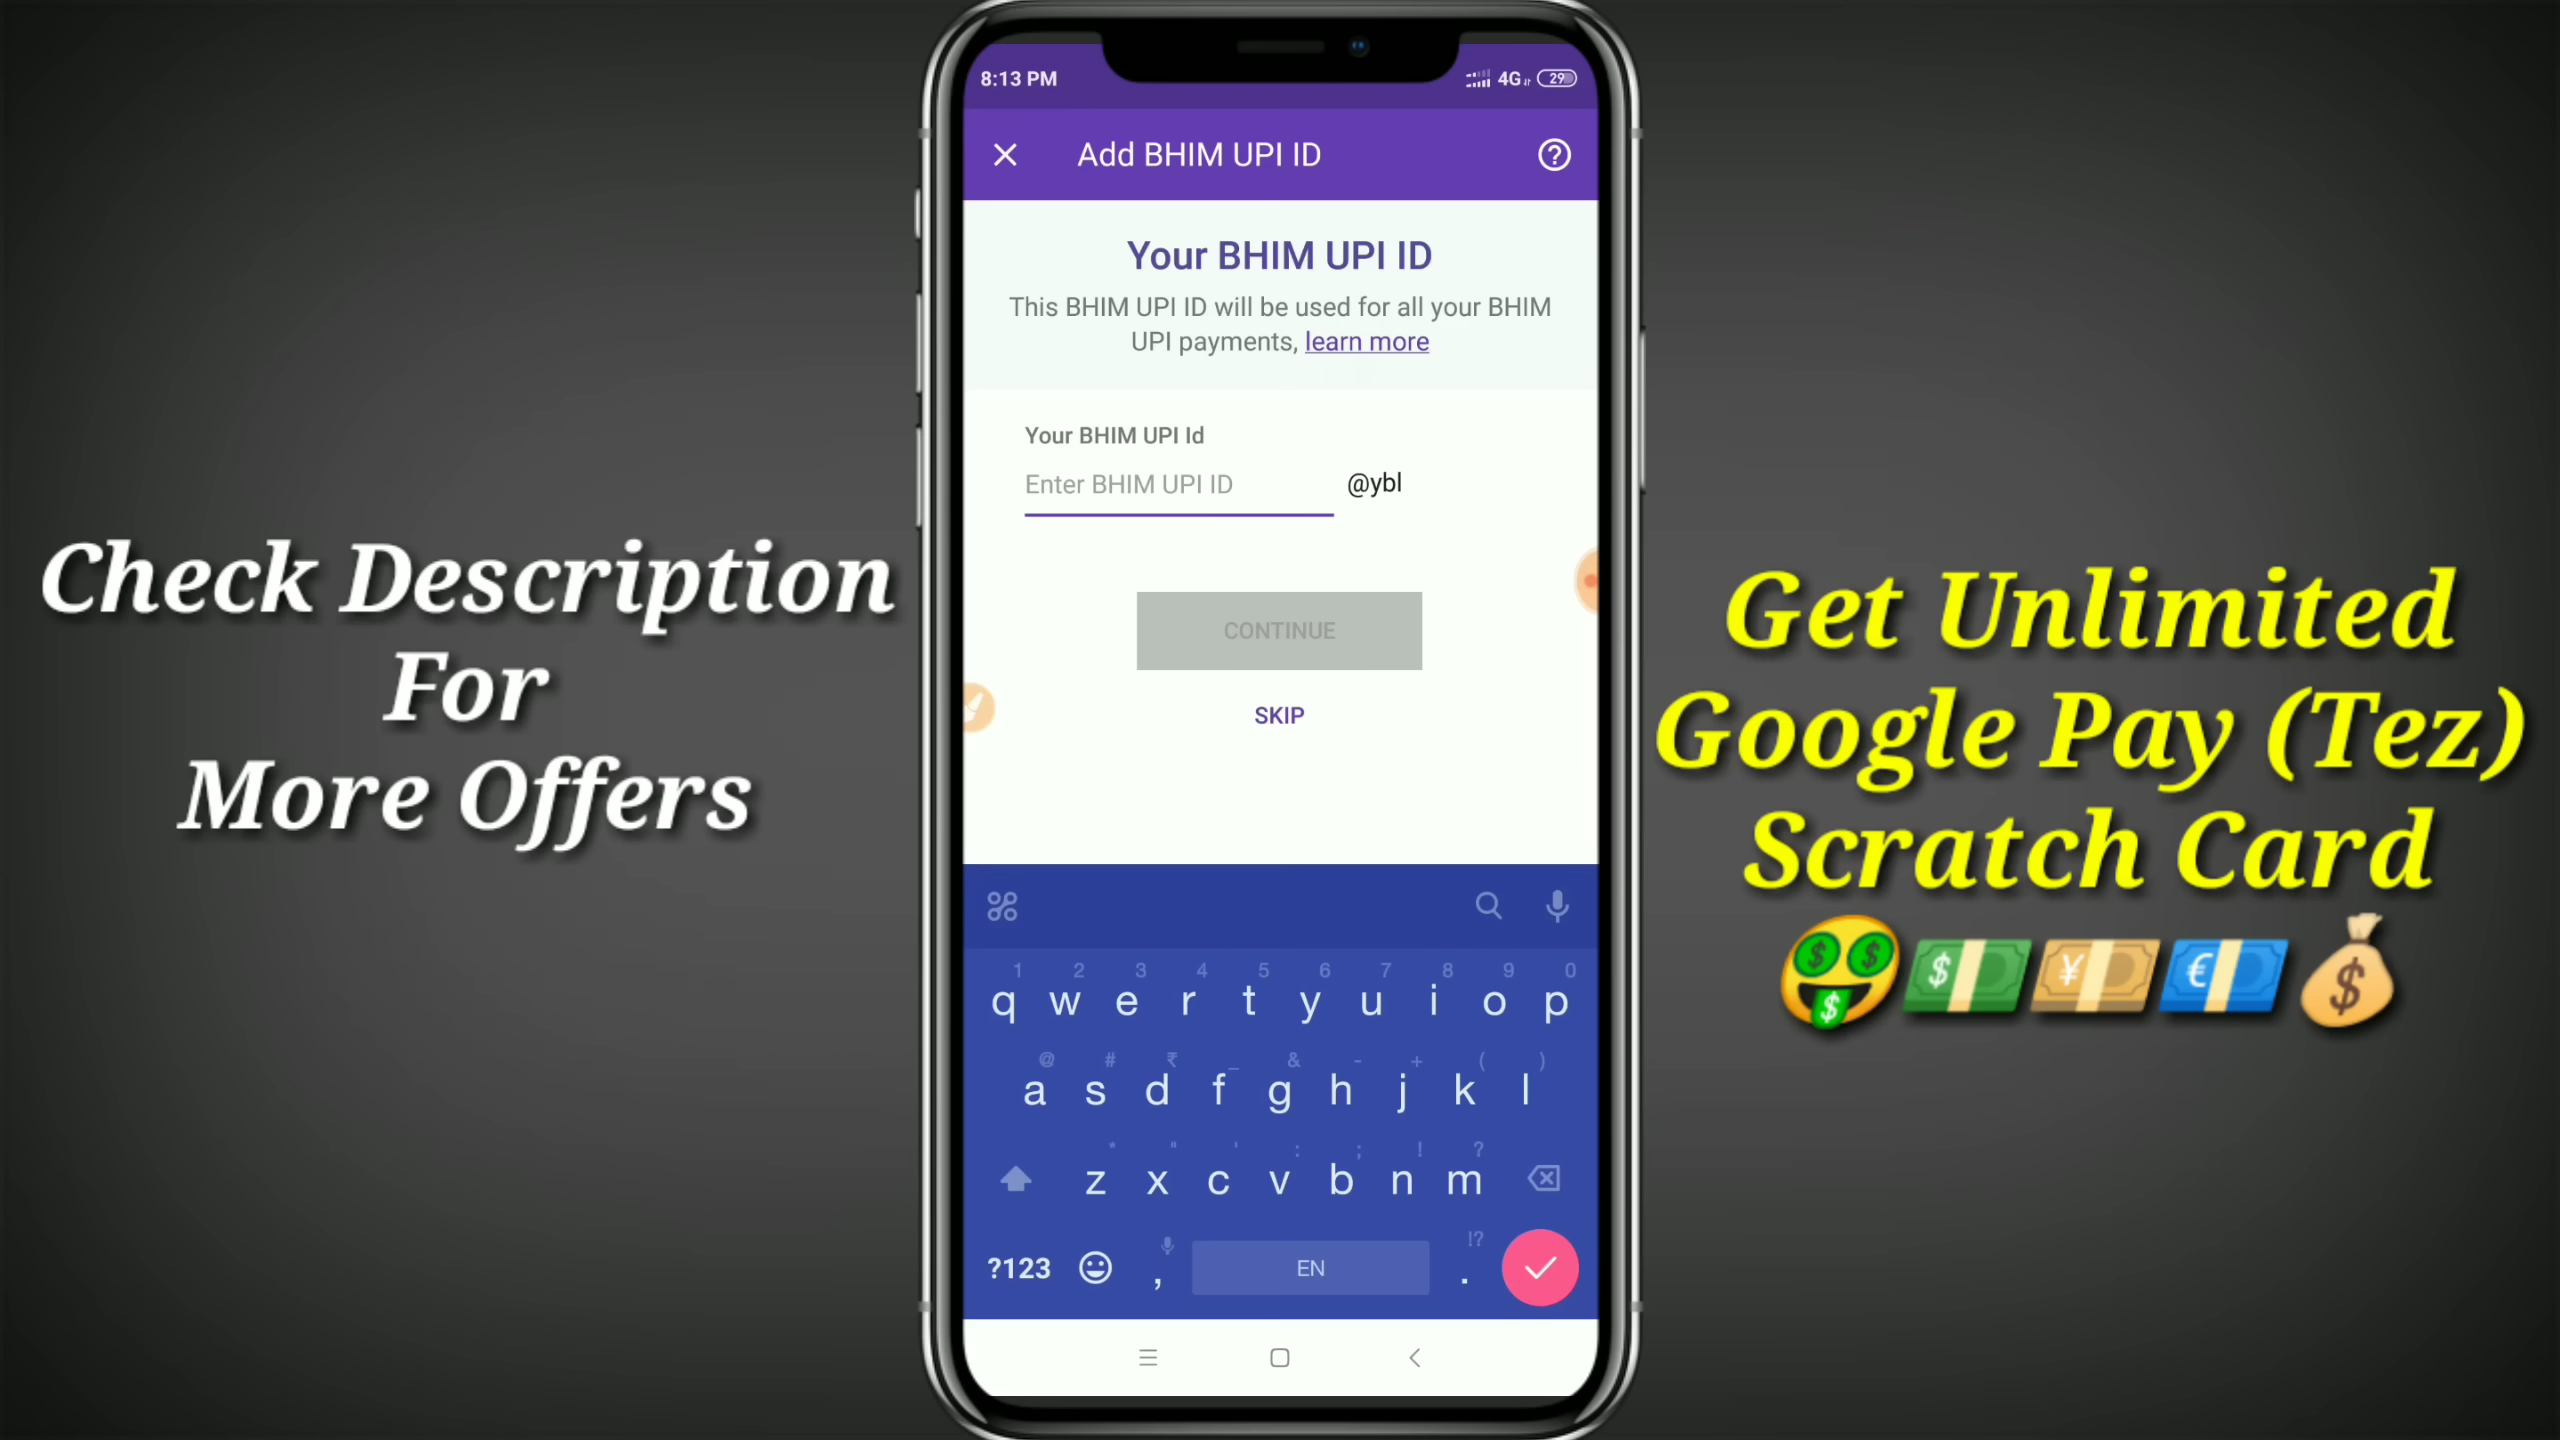 8:13 PM
4G
29
Add BHIM UPI ID
Your BHIM UPI ID
This BHIM UPI ID will be used for all your BHIM
UPI payments, learn more
Your BHIM UPI Id
Enter BHIM UPI ID @ybl
CONTINUE
SKIP
Check Description
For
More Offers
Get Unlimited
Google Pay (Tez)
Scratch Card
🤑💵💴💶💰
1 2 3 4 5 6 7 8 9 0
q w e r t y u i o p
@ # ₹ _ & - + ( )
a s d f g h j k l
* " ' : ; ! ?
z x c v b n m
!?
?123 , EN .